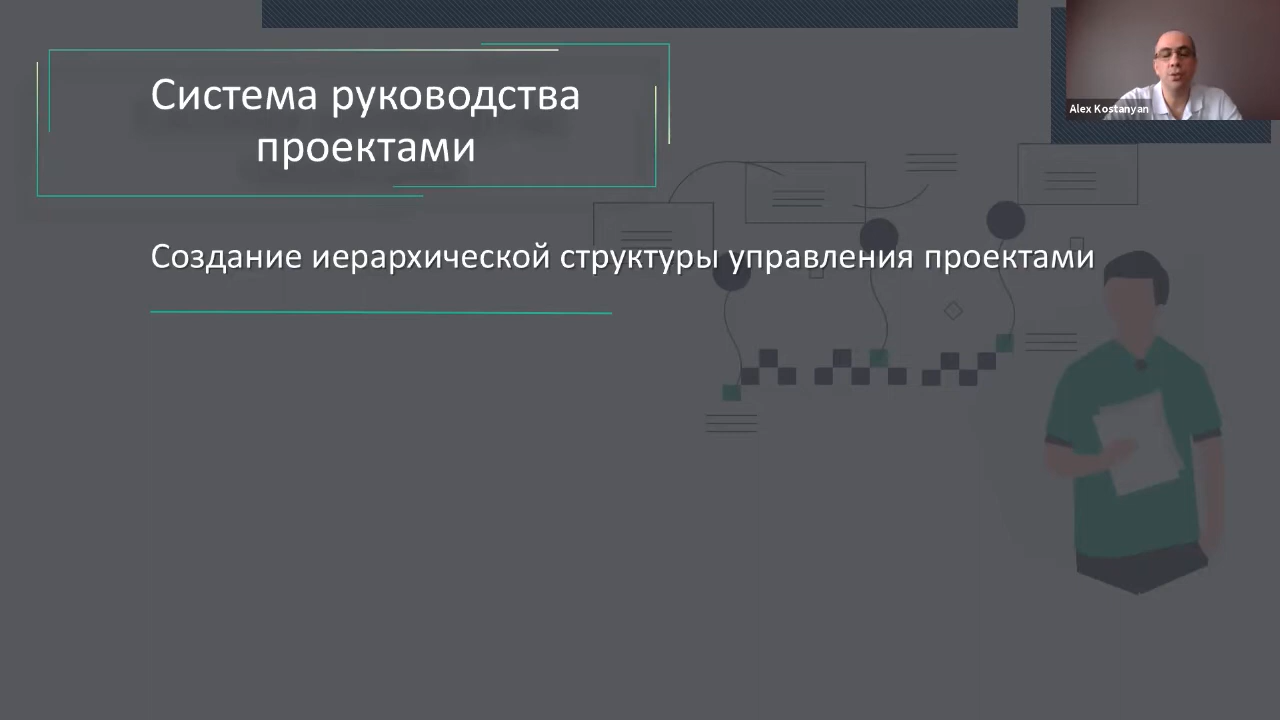 Система руководства
проектами
Alex Kostanyan
Создание иерархической структуры управления проектами